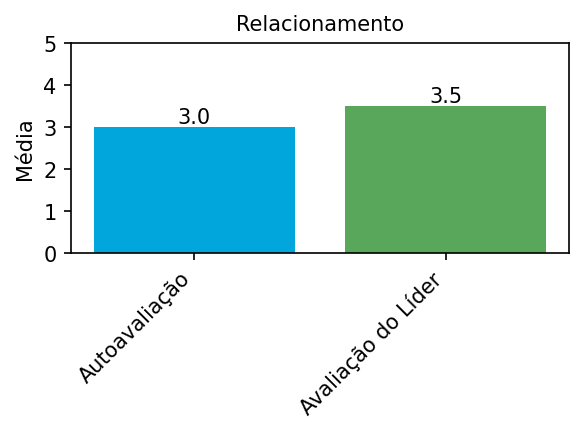 Relacionamento
5
4
3
2
1
0
Média
3.0
3.5
Autoavaliação
Avaliação do Líder